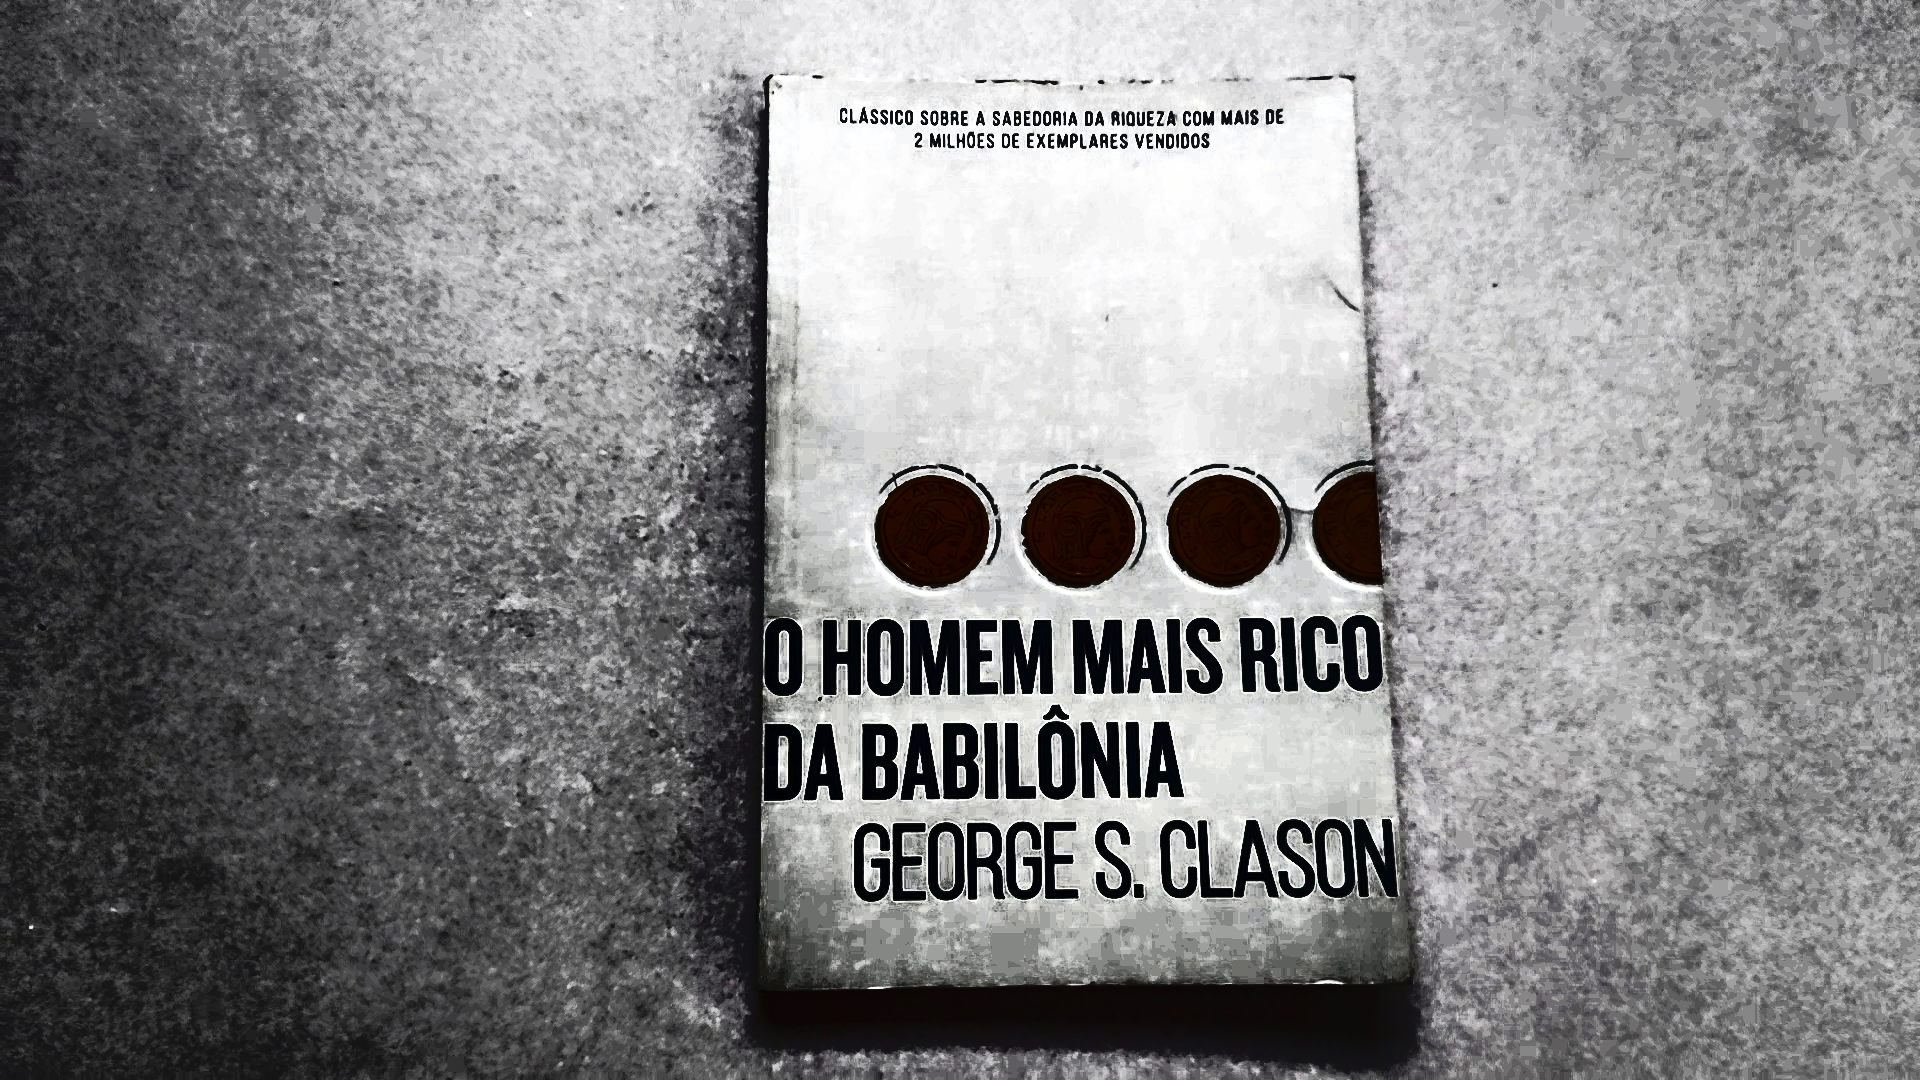 CLÁSSICO SOBRE A SABEDORIA DA RIQUEZA COM MAIS DE
2 MILHÕES DE EXEMPLARES VENDIDOS
O HOMEM MAIS RICO
DA BABILÔNIA
GEORGE S. CLASON